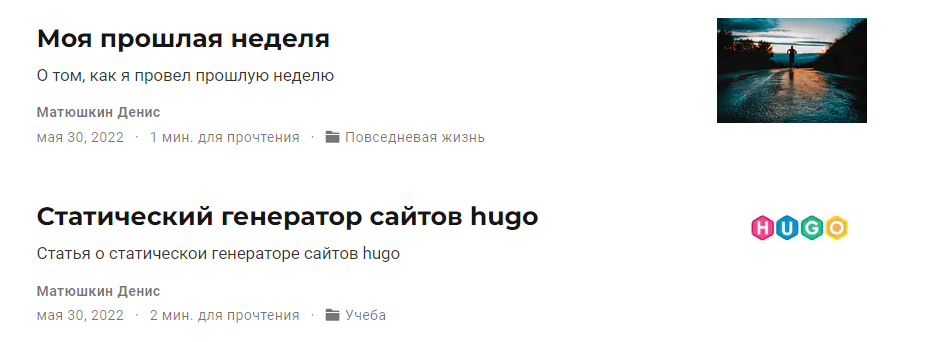 Моя прошлая неделя
О том, как я провел прошлую неделю
Матюшкин Денис
мая 30, 2022 · 1 мин. для прочтения · Повседневая жизнь
Статический генератор сайтов hugo
HUGO
Статья о статическои генераторе сайтов hugo
Матюшкин Денис
мая 30, 2022 · 2 мин. для прочтения · Учеба